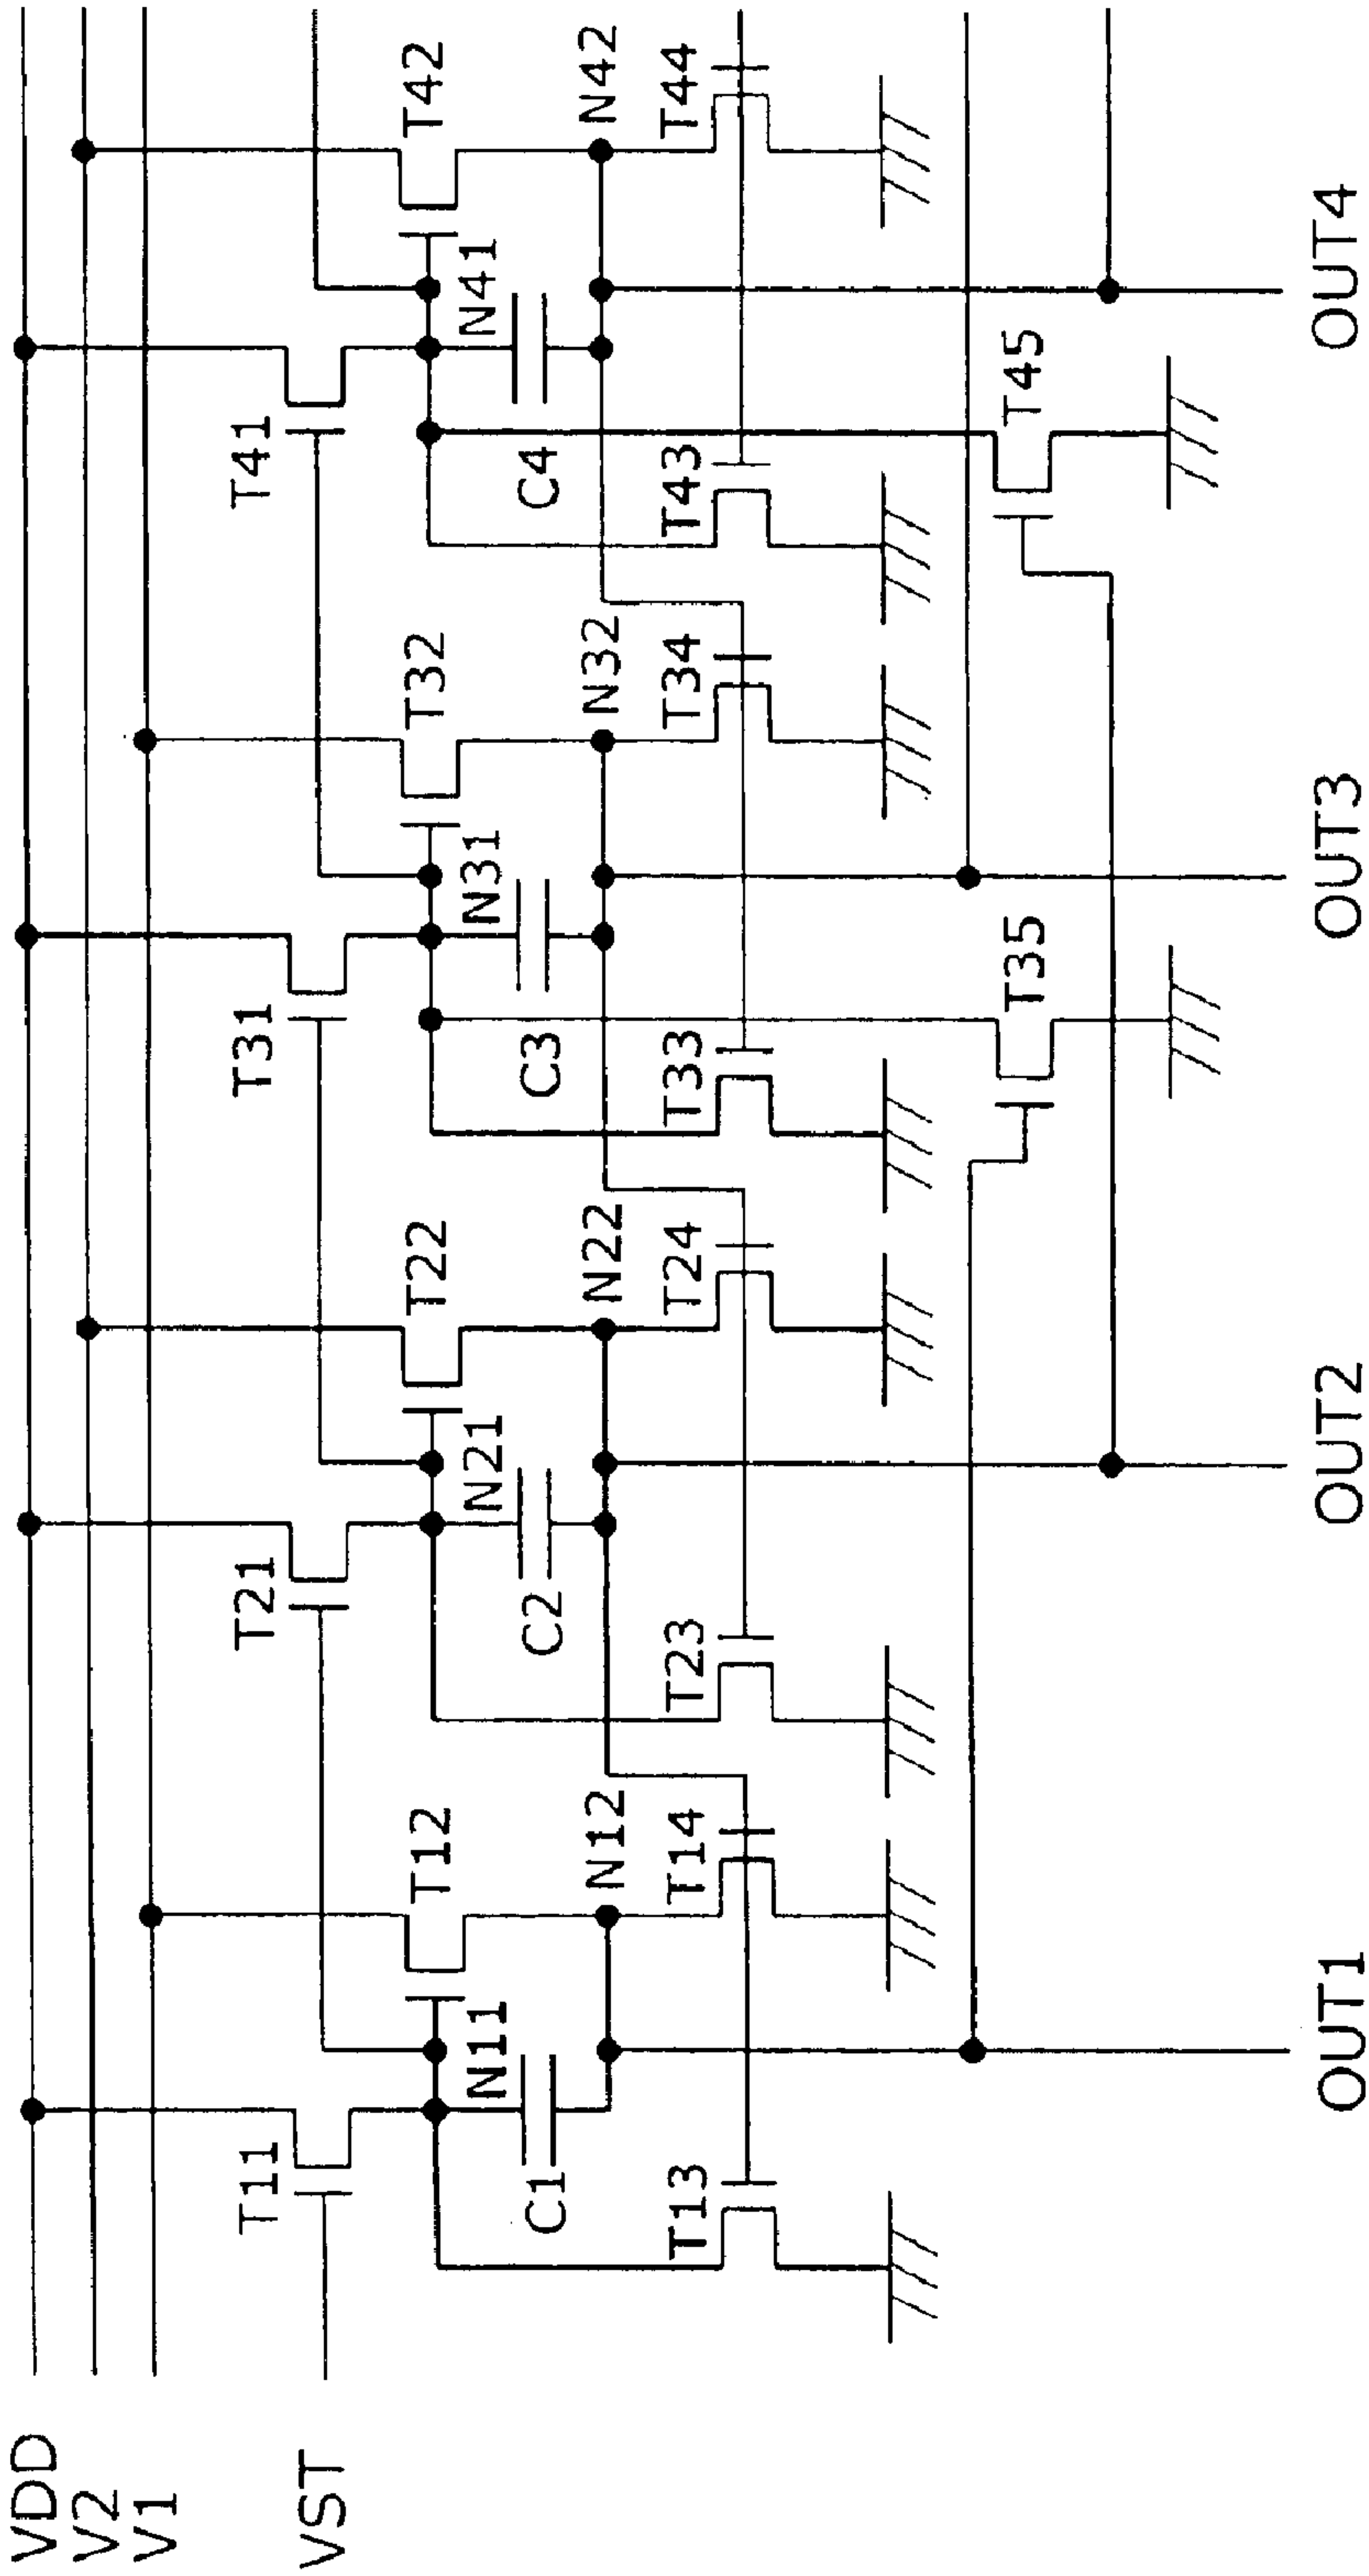 VDD
V2
V1
VST
T11
T12
N11
C1
N12
T13
T14
OUT1
T21
T22
N21
C2
N22
T23
T24
OUT2
T31
T32
N31
C3
N32
T33
T34
T35
OUT3
T41
T42
N41
C4
N42
T43
T44
T45
OUT4